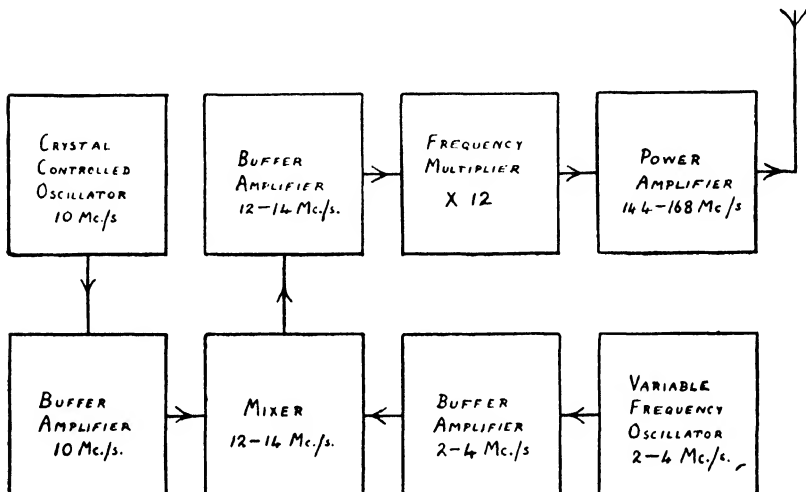 CRYSTAL
CONTROLLED
OSCILLATOR
10 Mc./s
BUFFER
AMPLIFIER
12-14 Mc./s.
FREQUENCY
MULTIPLIER
X 12
POWER
AMPLIFIER
144-168 Mc/s
BUFFER
AMPLIFIER
10 Mc./s.
MIXER
12-14 Mc./s.
BUFFER
AMPLIFIER
2-4 Mc./s
VARIABLE
FREQUENCY
OSCILLATOR
2-4 Mc./s.